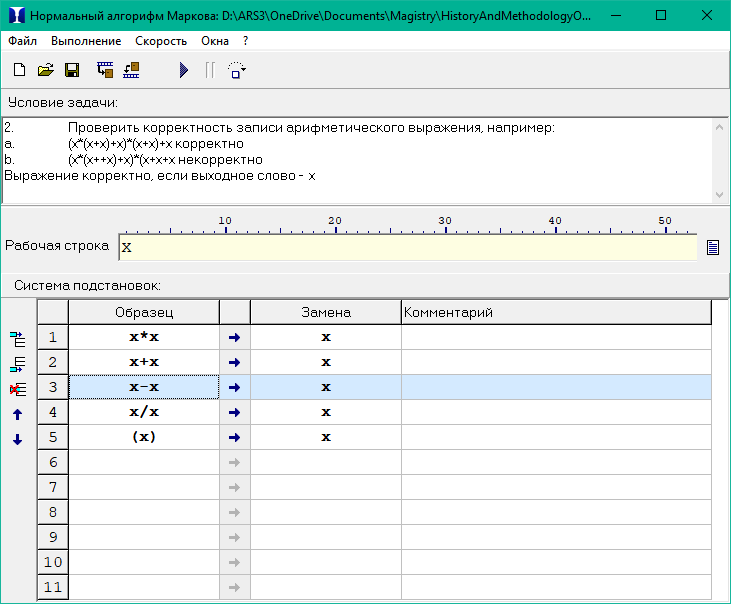 Нормальный алгорифм Маркова: D:\ARS3\OneDrive\Documents\Magistry\HistoryAndMethodologyO...
Файл Выполнение Скорость Окна ?
Условие задачи:
2. Проверить корректность записи арифметического выражения, например:
a. (x*(x+x)+x)*(x+x)+x корректно
b. (x*(x++x)+x)*(x+x+x некорректно
Выражение корректно, если выходное слово - x
10 20 30 40 50
Рабочая строка x
Система подстановок:
Образец Замена Комментарий
1 x*x → x
2 x+x → x
3 x-x → x
4 x/x → x
5 (x) → x
6 →
7 →
8 →
9 →
10 →
11 →